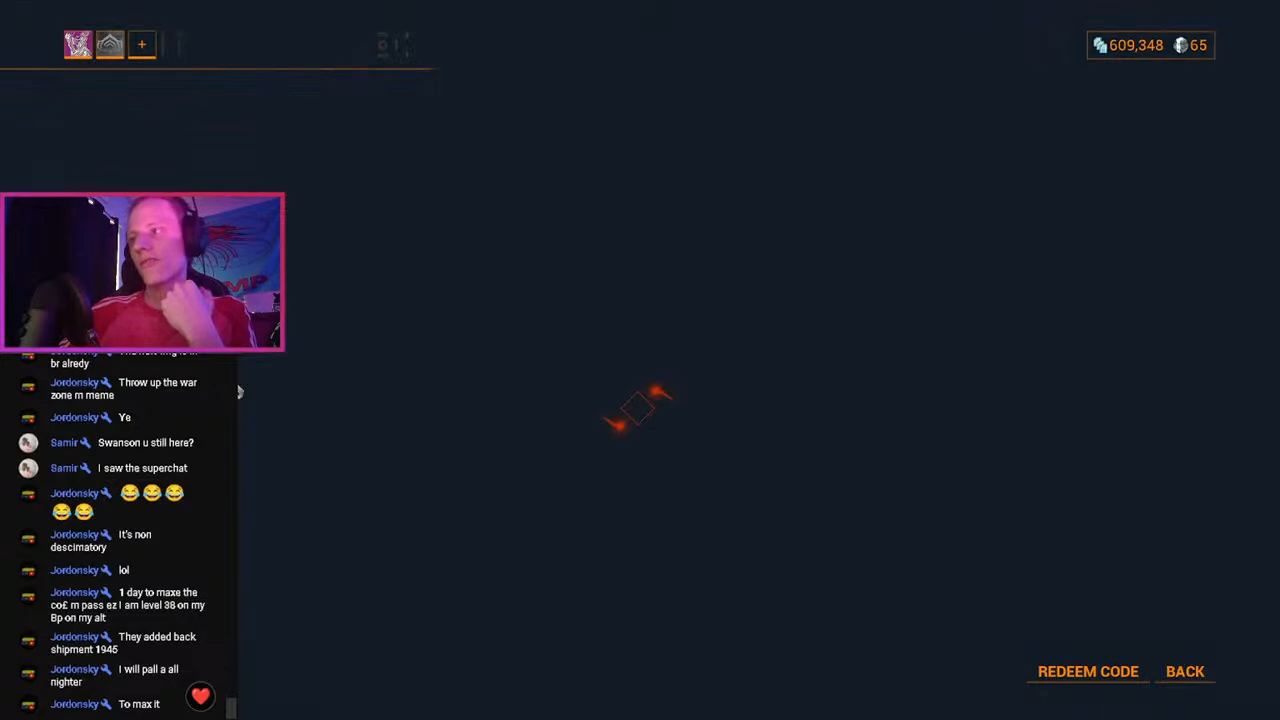 +
609,348 65
MP
br alredy
Jordonsky Throw up the war
zone m meme
Jordonsky Ye
Samir Swanson u still here?
Samir I saw the superchat
Jordonsky 😂😂😂
😂😂
Jordonsky It's non
descimatory
Jordonsky lol
Jordonsky 1 day to maxe the
co£ m pass ez I am level 38 on my
Bp on my alt
Jordonsky They added back
shipment 1945
Jordonsky I will pall a all
nighter
Jordonsky To max it
REDEEM CODE BACK